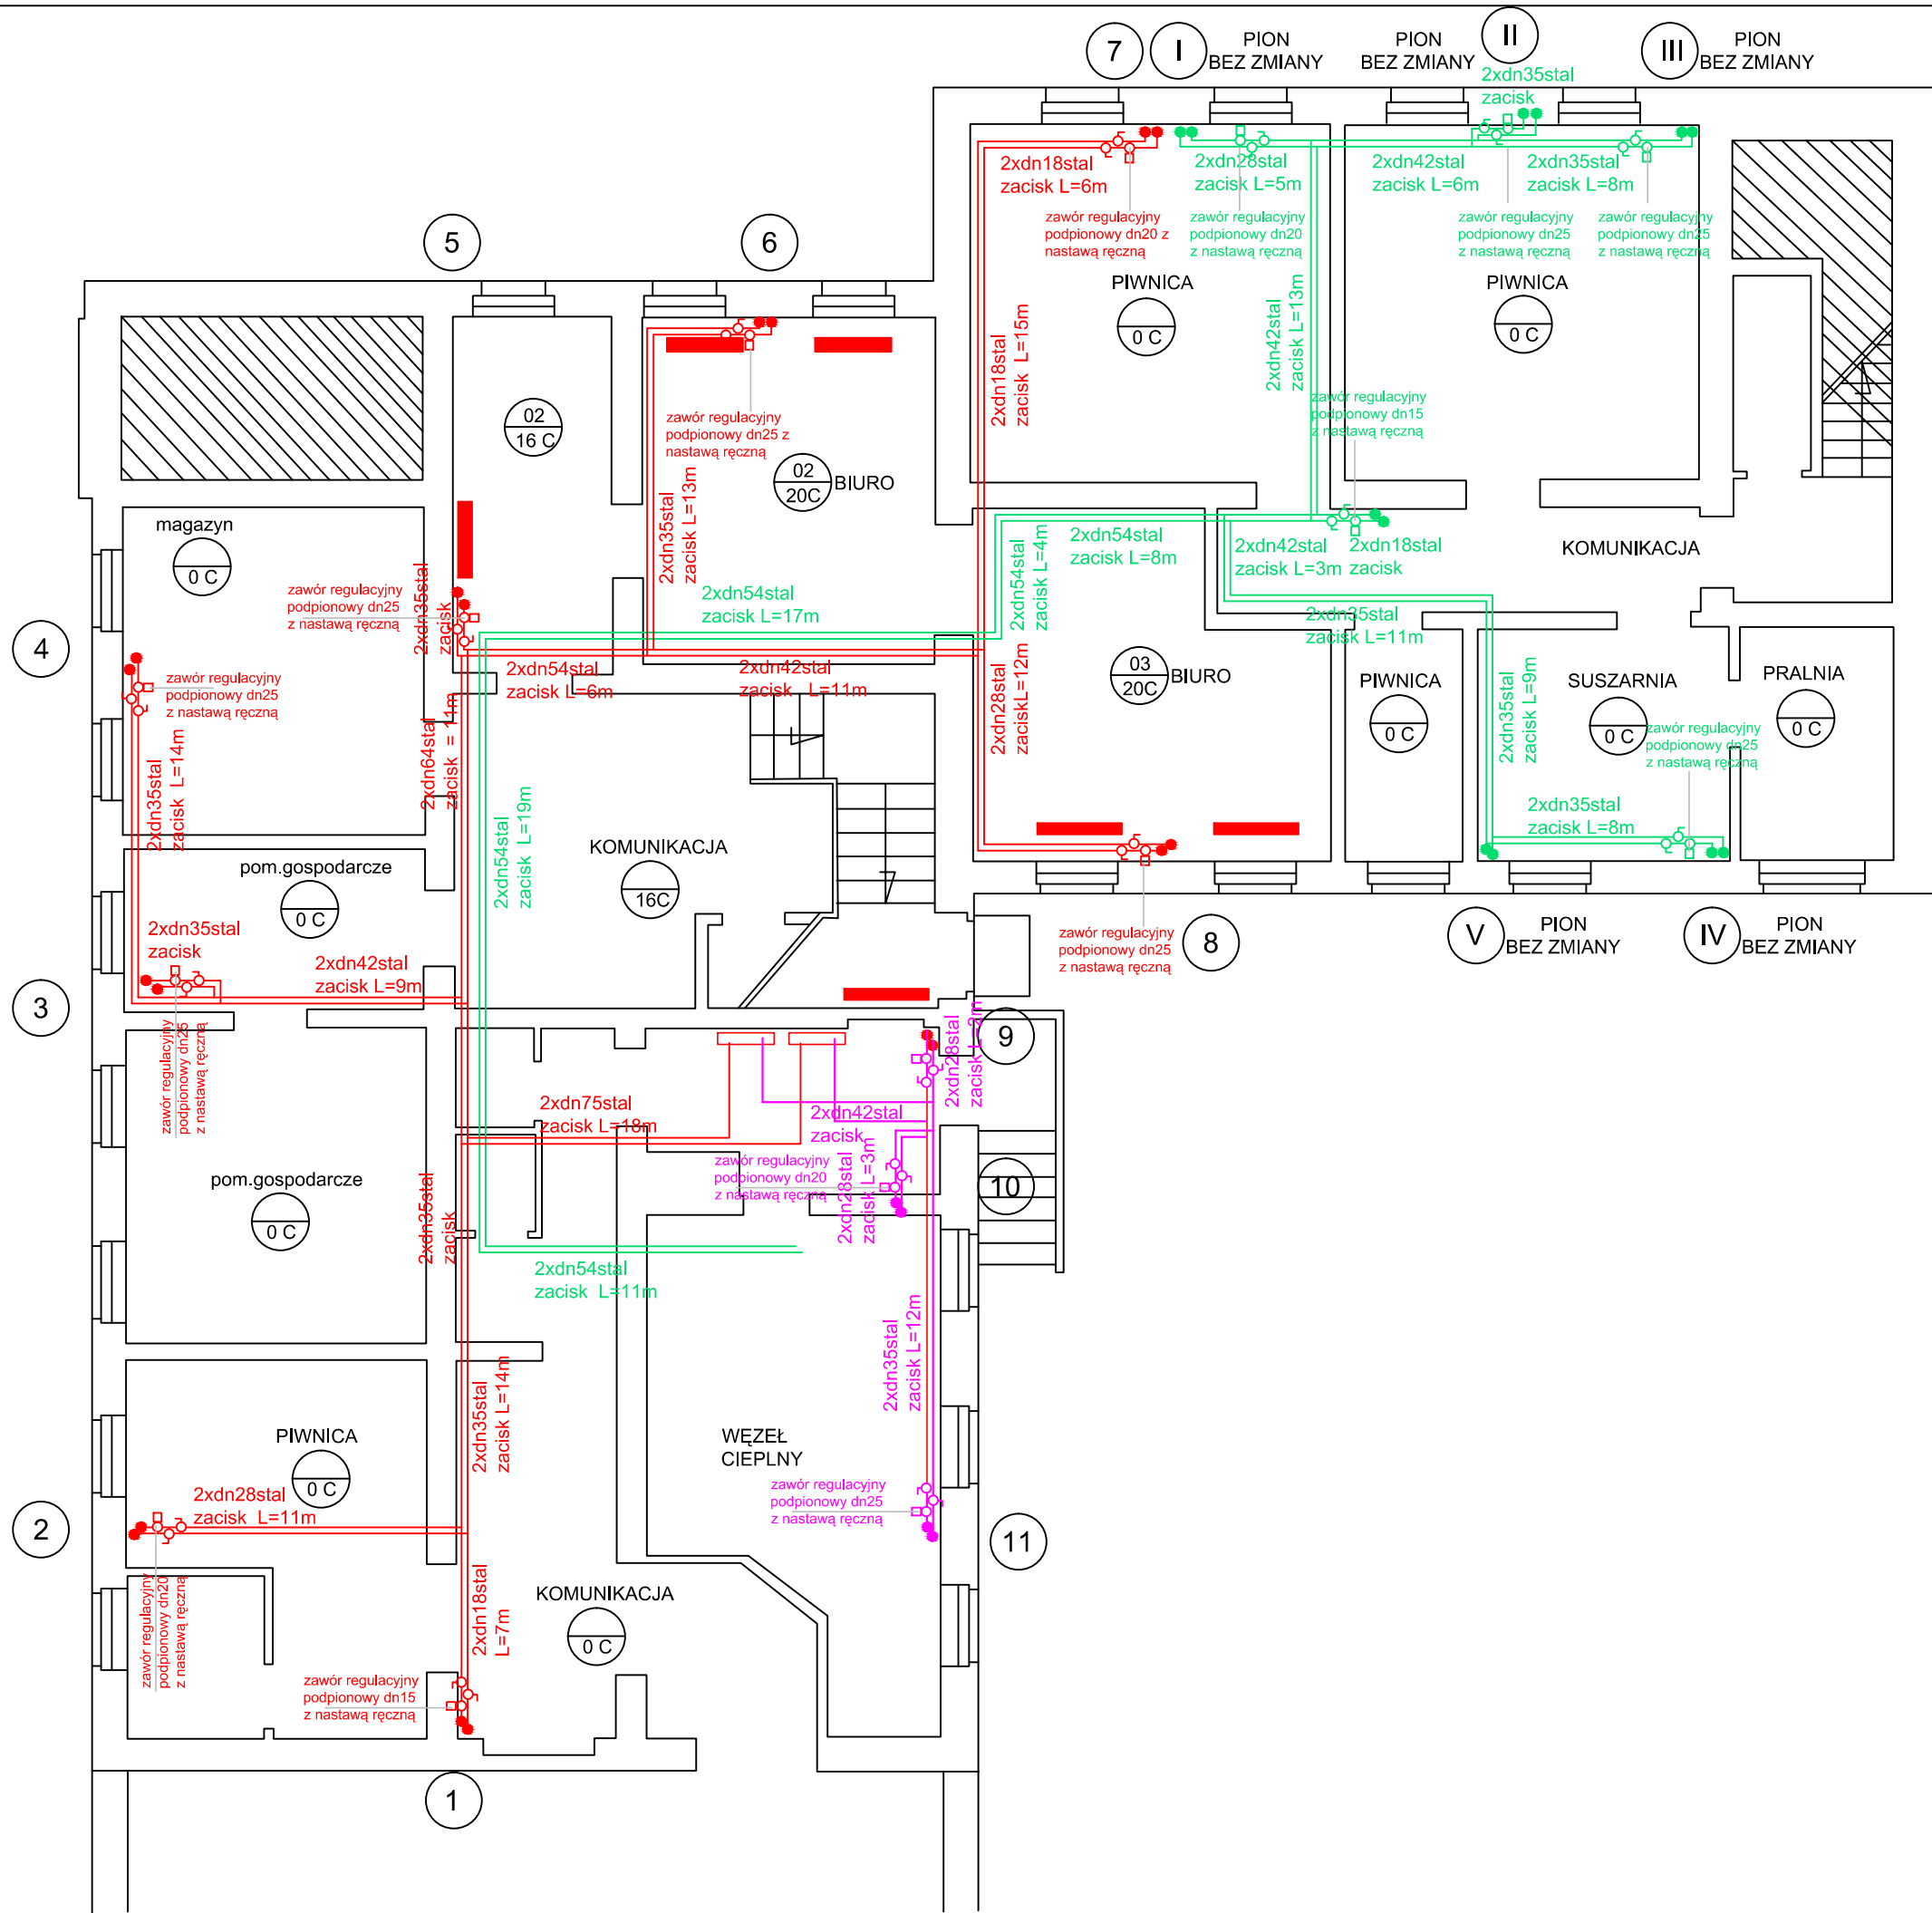 7
I
PION
BEZ ZMIANY
PION
BEZ ZMIANY
II
III
PION
BEZ ZMIANY
2xdn35stal
zacisk
2xdn18stal
zacisk L=6m
2xdn28stal
zacisk L=5m
2xdn42stal
zacisk L=6m
2xdn35stal
zacisk L=8m
zawór regulacyjny
podpionowy dn20 z
nastawą ręczną
zawór regulacyjny
podpionowy dn20
z nastawą ręczną
zawór regulacyjny
podpionowy dn25
z nastawą ręczną
zawór regulacyjny
podpionowy dn25
z nastawą ręczną
5
6
PIWNICA
0 C
PIWNICA
0 C
2xdn18stal
zacisk L=15m
2xdn42stal
zacisk L=13m
zawór regulacyjny
podpionowy dn15
z nastawą ręczną
02
16 C
zawór regulacyjny
podpionowy dn25 z
nastawą ręczną
02
20C
BIURO
2xdn35stal
zacisk L=13m
magazyn
0 C
zawór regulacyjny
podpionowy dn25
z nastawą ręczną
2xdn35stal
zacisk
2xdn54stal
zacisk L=17m
2xdn54stal
zacisk L=4m
2xdn54stal
zacisk L=8m
2xdn42stal
zacisk L=3m
2xdn18stal
zacisk
KOMUNIKACJA
2xdn35stal
zacisk L=11m
4
zawór regulacyjny
podpionowy dn25
z nastawą ręczną
2xdn54stal
zacisk L=6m
2xdn42stal
zacisk L=11m
2xdn28stal
zaciskL=12m
03
20C
BIURO
PIWNICA
0 C
2xdn35stal
zacisk L=9m
SUSZARNIA
0 C
PRALNIA
0 C
zawór regulacyjny
podpionowy dn25
z nastawą ręczną
2xdn35stal
zacisk L=14m
2xdn64stal
zacisk = 11m
2xdn54stal
zacisk L=19m
2xdn35stal
zacisk L=8m
KOMUNIKACJA
16C
pom.gospodarcze
0 C
2xdn35stal
zacisk
2xdn42stal
zacisk L=9m
zawór regulacyjny
podpionowy dn25
z nastawą ręczną
8
V
PION
BEZ ZMIANY
IV
PION
BEZ ZMIANY
3
zawór regulacyjny
podpionowy dn25
z nastawą ręczną
9
2xdn28stal
zacisk L=2m
2xdn75stal
zacisk L=18m
2xdn42stal
zacisk
zawór regulacyjny
podpionowy dn20
z nastawą ręczną
2xdn28stal
zacisk L=3m
10
pom.gospodarcze
0 C
2xdn35stal
zacisk
2xdn54stal
zacisk L=11m
2xdn35stal
zacisk L=12m
2xdn35stal
zacisk L=14m
PIWNICA
0 C
2xdn28stal
zacisk L=11m
WĘZEŁ
CIEPLNY
zawór regulacyjny
podpionowy dn25
z nastawą ręczną
2
11
zawór regulacyjny
podpionowy dn20
z nastawą ręczną
2xdn18stal
L=7m
KOMUNIKACJA
0 C
zawór regulacyjny
podpionowy dn15
z nastawą ręczną
1